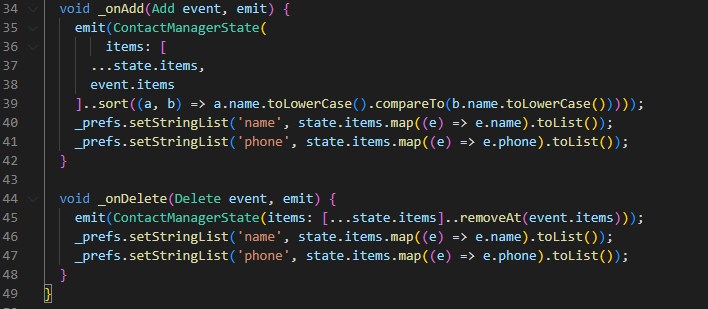 34 void _onAdd(Add event, emit) {
35 emit(ContactManagerState(
36 items: [
37 ...state.items,
38 event.items
39 ]..sort((a, b) => a.name.toLowerCase().compareTo(b.name.toLowerCase()))));
40 _prefs.setStringList('name', state.items.map((e) => e.name).toList());
41 _prefs.setStringList('phone', state.items.map((e) => e.phone).toList());
42 }
43
44 void _onDelete(Delete event, emit) {
45 emit(ContactManagerState(items: [...state.items]..removeAt(event.items)));
46 _prefs.setStringList('name', state.items.map((e) => e.name).toList());
47 _prefs.setStringList('phone', state.items.map((e) => e.phone).toList());
48 }
49 }